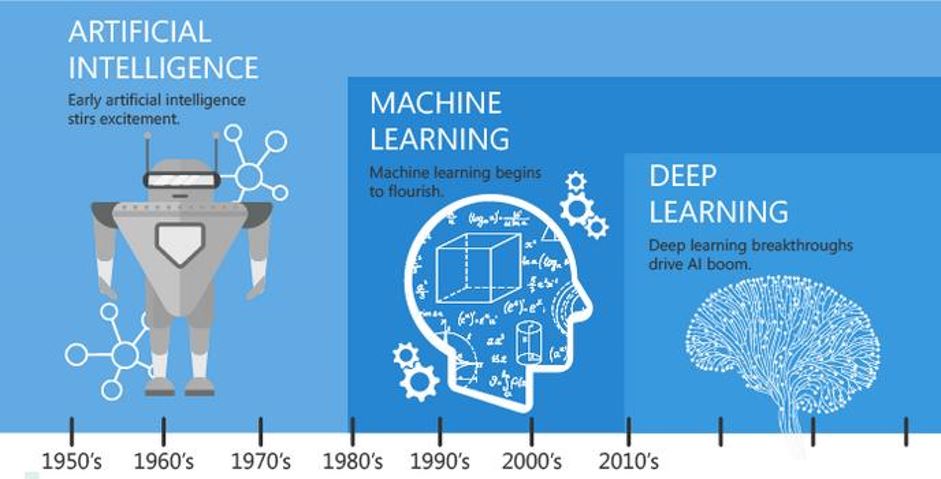 ARTIFICIAL
INTELLIGENCE
Early artificial intelligence
stirs excitement.
MACHINE
LEARNING
Machine learning begins
to flourish.
DEEP
LEARNING
Deep learning breakthroughs
drive AI boom.
1950's 1960's 1970's 1980's 1990's 2000's 2010's